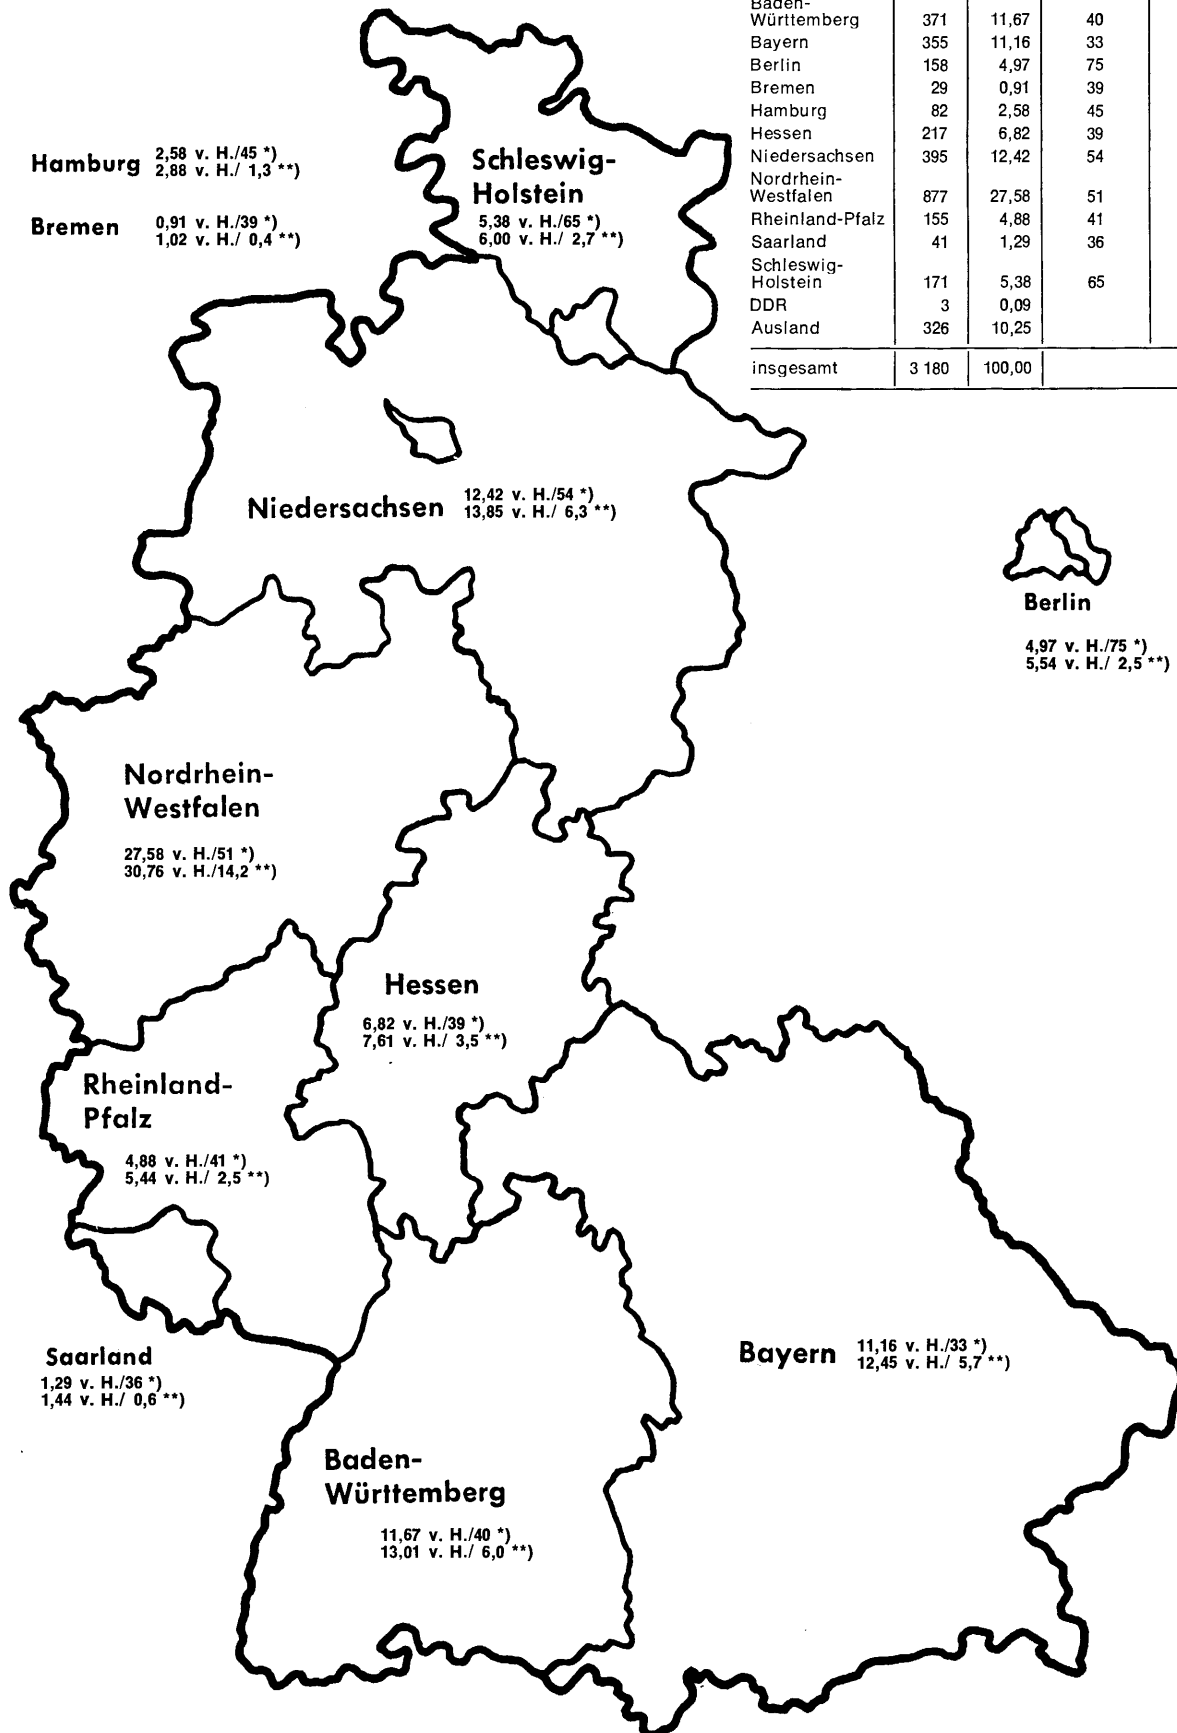 Baden-
Württemberg 371 11,67 40
Bayern 355 11,16 33
Berlin 158 4,97 75
Bremen 29 0,91 39
Hamburg 82 2,58 45
Hessen 217 6,82 39
Niedersachsen 395 12,42 54
Nordrhein-
Westfalen 877 27,58 51
Rheinland-Pfalz 155 4,88 41
Saarland 41 1,29 36
Schleswig-
Holstein 171 5,38 65
DDR 3 0,09
Ausland 326 10,25
insgesamt 3 180 100,00
Hamburg 2,58 v. H./45 *)
2,88 v. H./ 1,3 **)
Bremen 0,91 v. H./39 *)
1,02 v. H./ 0,4 **)
Schleswig-
Holstein
5,38 v. H./65 *)
6,00 v. H./ 2,7 **)
Niedersachsen 12,42 v. H./54 *)
13,85 v. H./ 6,3 **)
Berlin
4,97 v. H./75 *)
5,54 v. H./ 2,5 **)
Nordrhein-
Westfalen
27,58 v. H./51 *)
30,76 v. H./14,2 **)
Hessen
6,82 v. H./39 *)
7,61 v. H./ 3,5 **)
Rheinland-
Pfalz
4,88 v. H./41 *)
5,44 v. H./ 2,5 **)
Saarland
1,29 v. H./36 *)
1,44 v. H./ 0,6 **)
Bayern 11,16 v. H./33 *)
12,45 v. H./ 5,7 **)
Baden-
Württemberg
11,67 v. H./40 *)
13,01 v. H./ 6,0 **)